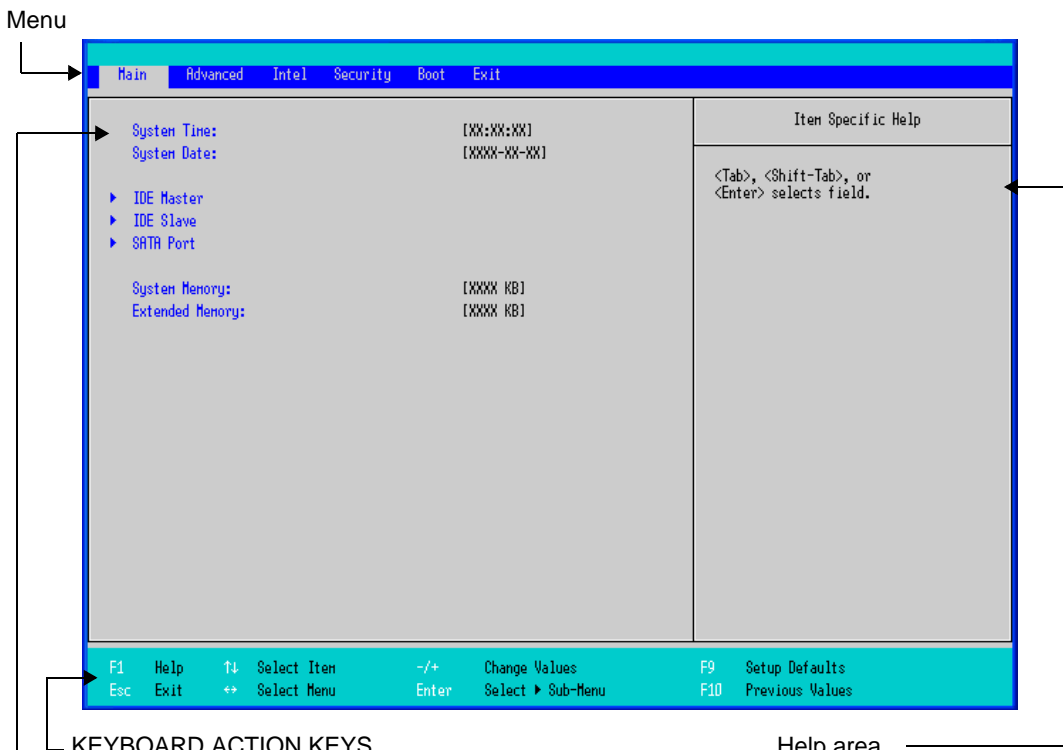 Menu
Main Advanced Intel Security Boot Exit
System Time: [XX:XX:XX]
System Date: [XXXX-XX-XX]
IDE Master
IDE Slave
SATA Port
System Memory: [XXXX KB]
Extended Memory: [XXXX KB]
Item Specific Help
<Tab>, <Shift-Tab>, or
<Enter> selects field.
F1 Help ↑↓ Select Item -/+ Change Values F9 Setup Defaults
Esc Exit ↔ Select Menu Enter Select ▶ Sub-Menu F10 Previous Values
KEYBOARD ACTION KEYS Help area